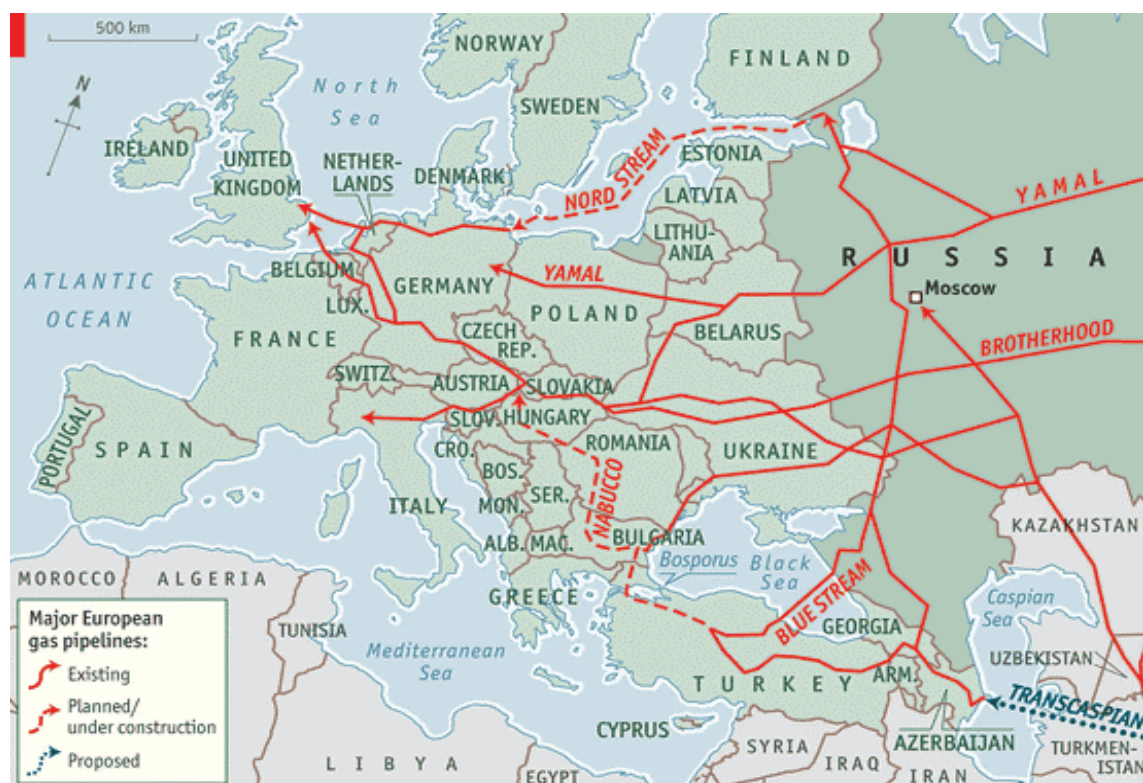 500 km
N
NORWAY
FINLAND
North
Sea
SWEDEN
IRELAND
UNITED
KINGDOM
NETHER-
LANDS
DENMARK
NORD STREAM
ESTONIA
LATVIA
LITHU-
ANIA
YAMAL
RUSSIA
Moscow
ATLANTIC
OCEAN
BELGIUM
LUX.
GERMANY
YAMAL
POLAND
BELARUS
BROTHERHOOD
FRANCE
CZECH
REP.
SWITZ.
AUSTRIA
SLOVAKIA
SLOV.
HUNGARY
ROMANIA
UKRAINE
PORTUGAL
SPAIN
ITALY
CRO.
BOS.
MON.
SER.
ALB.
MAC.
NABUCCO
BULGARIA
Bosporus
Black
Sea
KAZAKHSTAN
MOROCCO
ALGERIA
TUNISIA
GREECE
BLUE STREAM
GEORGIA
Caspian
Sea
Mediterranean
Sea
TURKEY
ARM.
UZBEKISTAN
TRANSCASPIAN
CYPRUS
SYRIA
IRAQ
AZERBAIJAN
IRAN
TURKMEN-
ISTAN
LIBYA
EGYPT
Major European
gas pipelines:
Existing
Planned/
under construction
Proposed